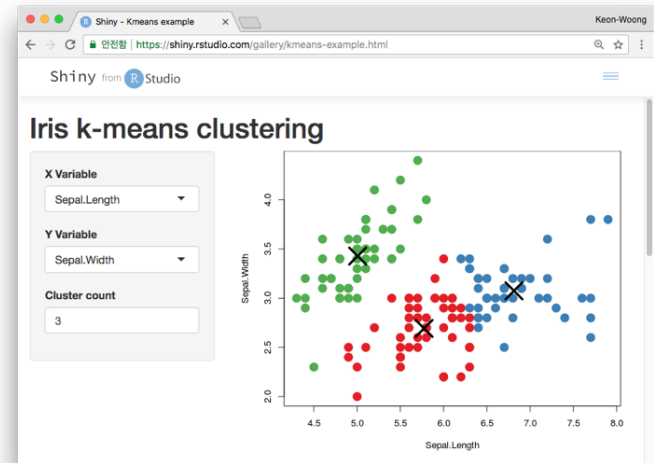 Shiny - Kmeans example
Keon-Woong
안전함 | https://shiny.rstudio.com/gallery/kmeans-example.html
Shiny from R Studio
Iris k-means clustering
X Variable
Sepal.Length
Y Variable
Sepal.Width
Cluster count
3
Sepal.Width
4.0
3.5
3.0
2.5
2.0
4.5 5.0 5.5 6.0 6.5 7.0 7.5 8.0
Sepal.Length